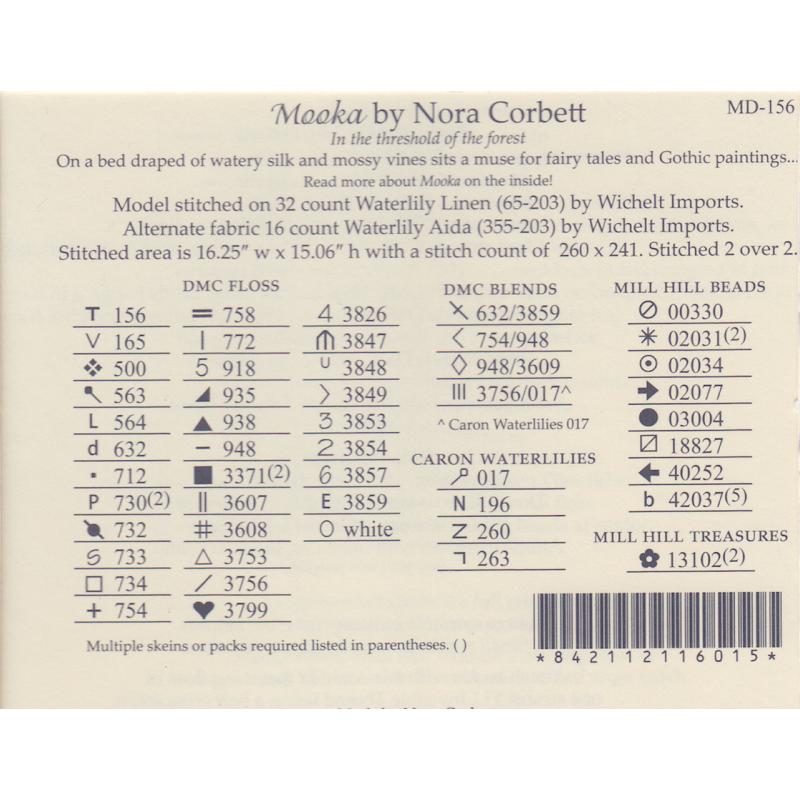 Mooka by Nora Corbett
MD-156
In the threshold of the forest
On a bed draped of watery silk and mossy vines sits a muse for fairy tales and Gothic paintings...
Read more about Mooka on the inside!
Model stitched on 32 count Waterlily Linen (65-203) by Wichelt Imports.
Alternate fabric 16 count Waterlily Aida (355-203) by Wichelt Imports.
Stitched area is 16.25" w x 15.06" h with a stitch count of 260 x 241. Stitched 2 over 2.
DMC FLOSS
T 156
V 165
500
563
L 564
d 632
· 712
P 730(2)
732
733
□ 734
+ 754
= 758
| 772
5 918
◢ 935
▲ 938
– 948
■ 3371(2)
|| 3607
# 3608
△ 3753
/ 3756
♥ 3799
4 3826
3847
U 3848
> 3849
3 3853
2 3854
6 3857
E 3859
O white
DMC BLENDS
632/3859
< 754/948
◇ 948/3609
||| 3756/017^
^ Caron Waterlilies 017
CARON WATERLILIES
017
N 196
Z 260
ㄱ 263
MILL HILL BEADS
⊘ 00330
✳ 02031(2)
⊙ 02034
➔ 02077
● 03004
⍁ 18827
← 40252
b 42037(5)
MILL HILL TREASURES
✿ 13102(2)
Multiple skeins or packs required listed in parentheses. ( )
*842112116015*